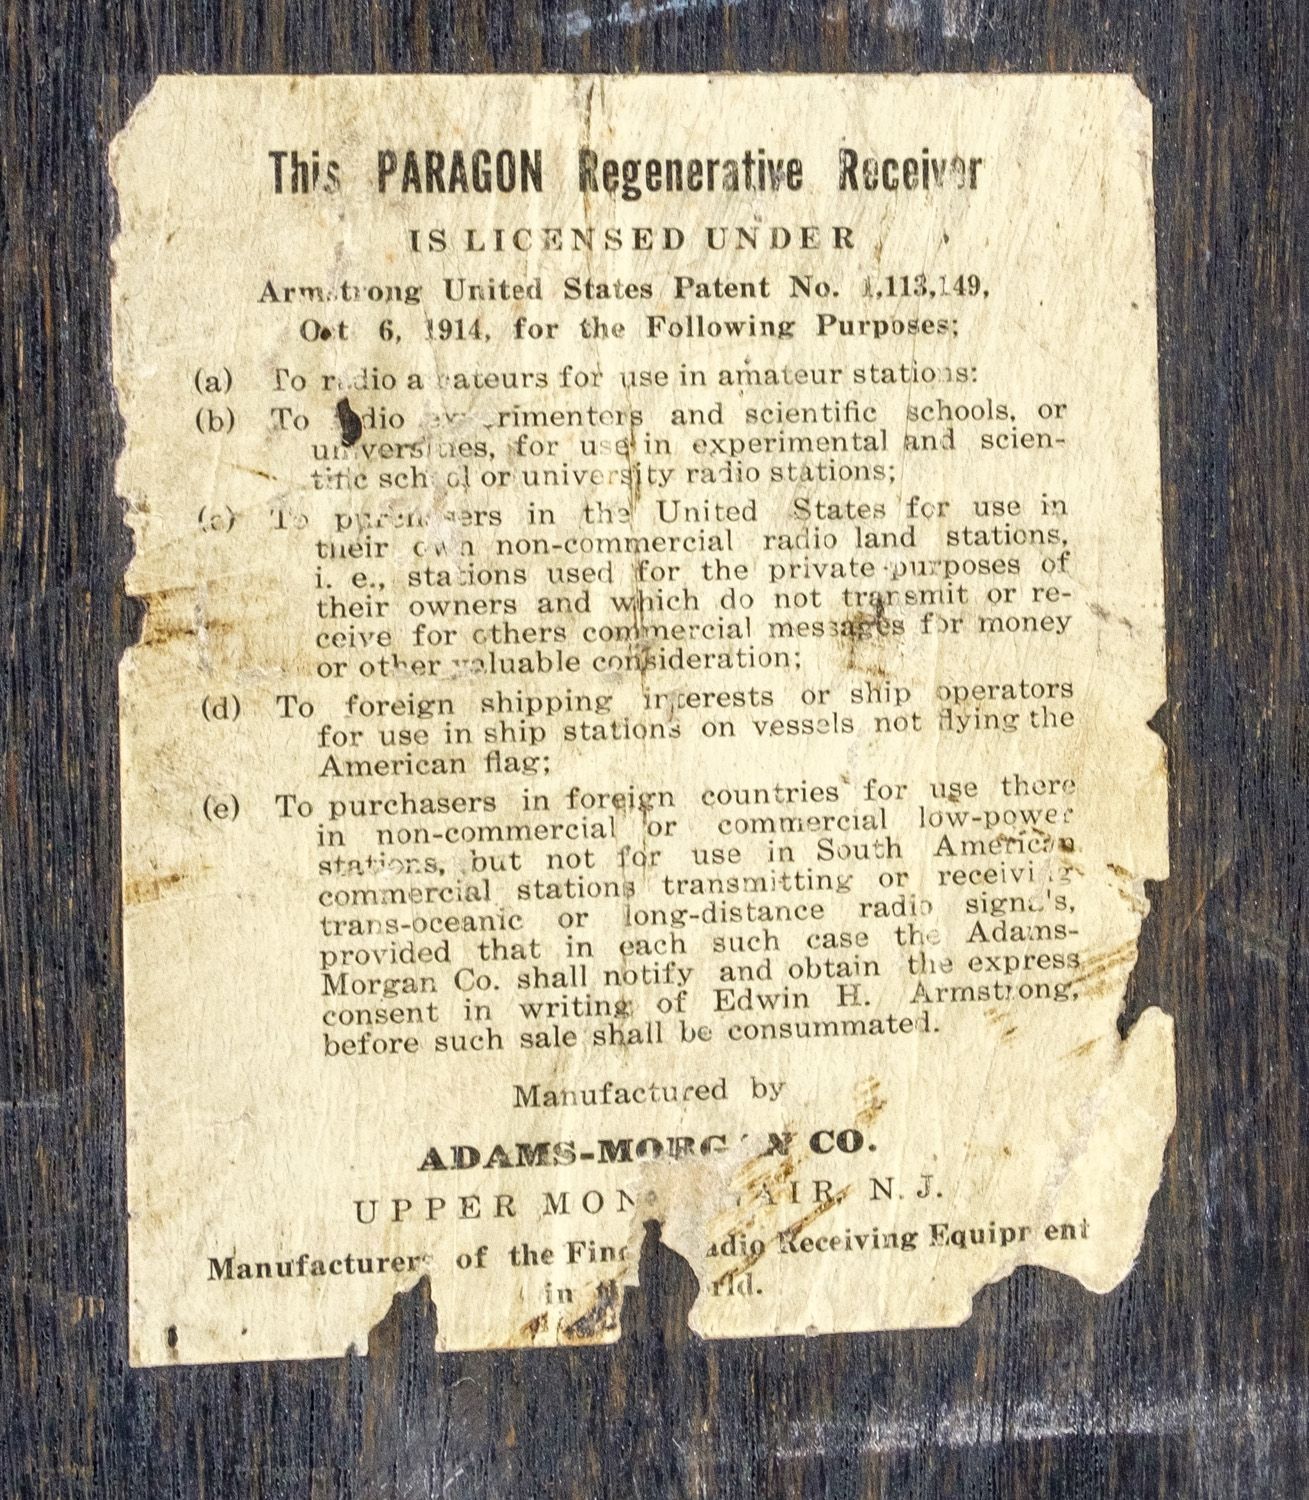 This PARAGON Regenerative Receiver
IS LICENSED UNDER
Armstrong United States Patent No. 1,113,149,
Oct 6, 1914, for the Following Purposes;
(a) To radio amateurs for use in amateur stations:
(b) To radio experimenters and scientific schools, or
universities, for use in experimental and scien-
tific school or university radio stations;
(c) To purchasers in the United States for use in
their own non-commercial radio land stations,
i. e., stations used for the private purposes of
their owners and which do not transmit or re-
ceive for others commercial messages for money
or other valuable consideration;
(d) To foreign shipping interests or ship operators
for use in ship stations on vessels not flying the
American flag;
(e) To purchasers in foreign countries for use there
in non-commercial or commercial low-power
stations, but not for use in South American
commercial stations transmitting or receiving
trans-oceanic or long-distance radio signals,
provided that in each such case the Adams-
Morgan Co. shall notify and obtain the express
consent in writing of Edwin H. Armstrong,
before such sale shall be consummated.
Manufactured by
ADAMS-MORGAN CO.
UPPER MONTCLAIR, N. J.
Manufacturers of the Finest Radio Receiving Equipment
in the World.